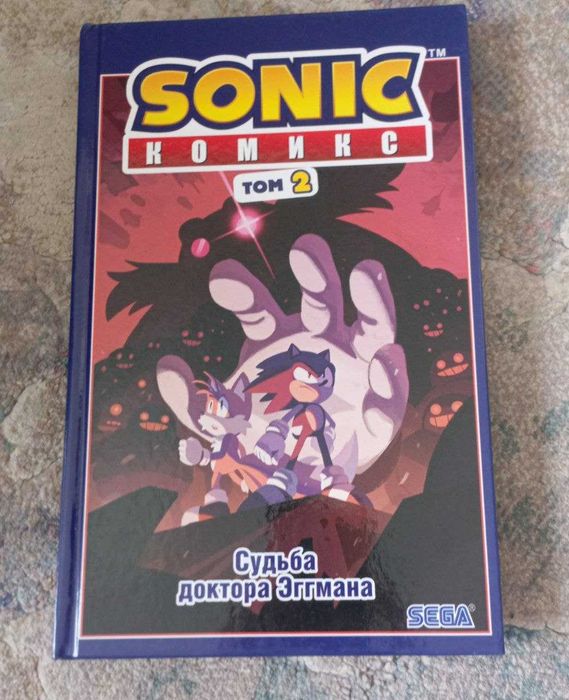 SONIC™
КОМИКС
ТОМ 2
Судьба
доктора Эггмана
SEGA®